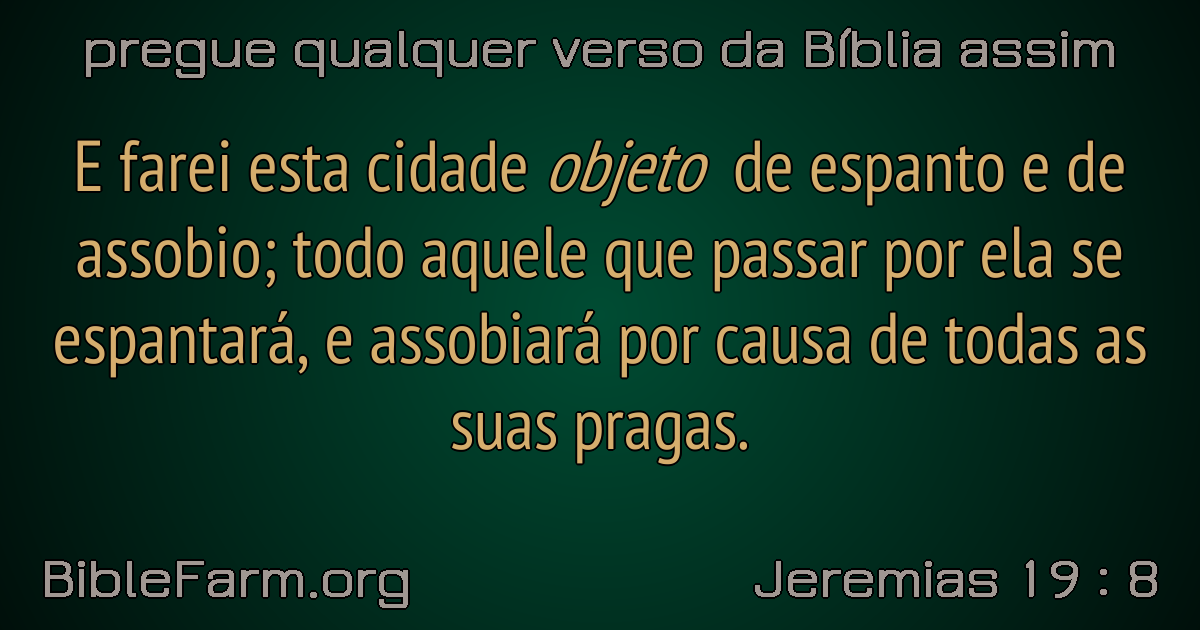 pregue qualquer verso da Bíblia assim
E farei esta cidade objeto de espanto e de
assobio; todo aquele que passar por ela se
espantará, e assobiará por causa de todas as
suas pragas.
BibleFarm.org
Jeremias 19 : 8